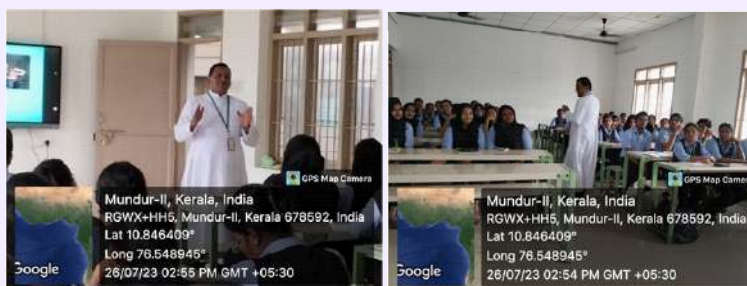 GPS Map Camera
Mundur-II, Kerala, India
RGWX+HH5, Mundur-II, Kerala 678592, India
Lat 10.846409°
Long 76.548945°
26/07/23 02:55 PM GMT +05:30
Google
GPS Map Camera
Mundur-II, Kerala, India
RGWX+HH5, Mundur-II, Kerala 678592, India
Lat 10.846409°
Long 76.548945°
26/07/23 02:54 PM GMT +05:30
Google